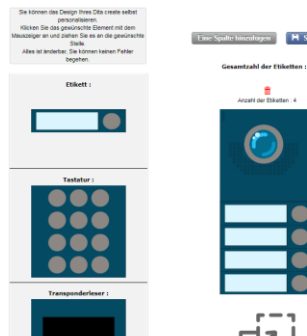 Sie können das Design Ihres Dita create selbst
personalisieren.
Klicken Sie das gewünschte Element mit dem
Mauszeiger an und ziehen Sie es an die gewünschte
Stelle.
Alles ist änderbar. Sie können keinen Fehler
begehen.
Etikett :
Tastatur :
Transponderleser :
Eine Spalte hinzufügen
Gesamtzahl der Etiketten :
Anzahl der Etiketten : 4